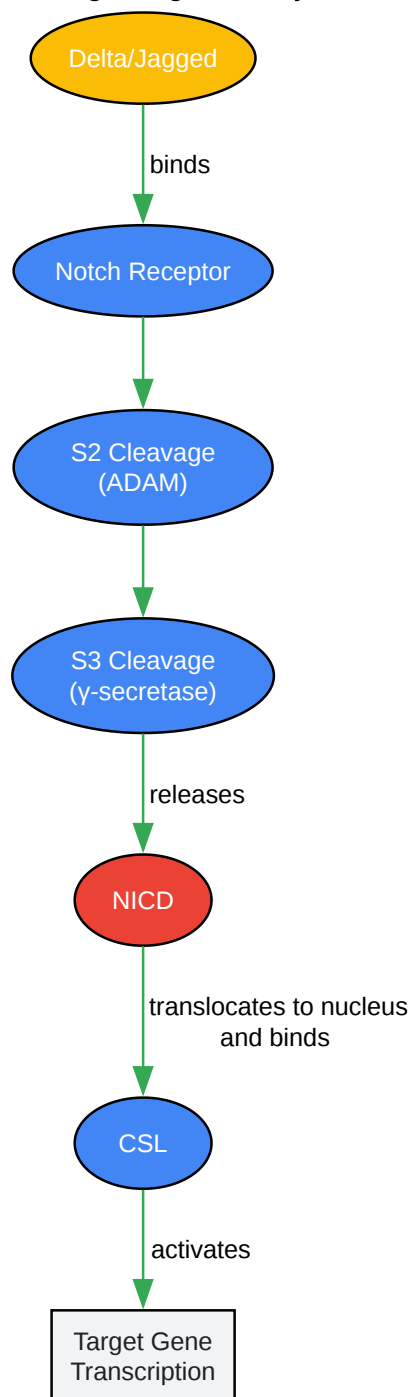 Delta/Jagged
binds
Notch Receptor
S2 Cleavage
(ADAM)
S3 Cleavage
(γ-secretase)
releases
NICD
translocates to nucleus
and binds
CSL
activates
Target Gene
Transcription